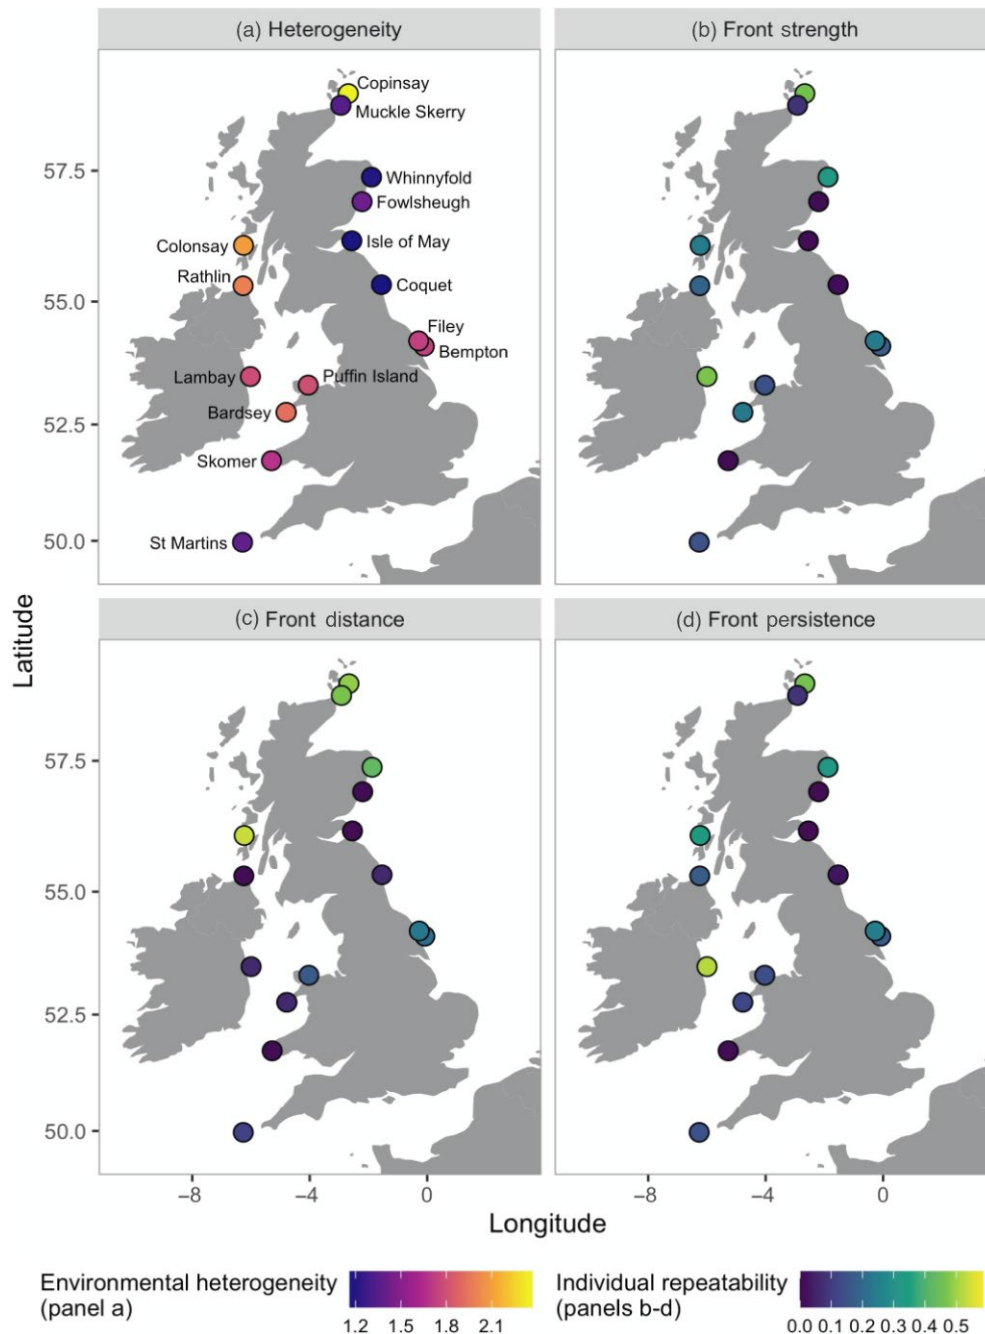 (a) Heterogeneity
(b) Front strength
Copinsay
Muckle Skerry
57.5
Whinnyfold
Fowlsheugh
Colonsay
Isle of May
Rathlin
55.0
Coquet
Filey
Bempton
Lambay
Puffin Island
Bardsey
52.5
Skomer
50.0
St Martins
Latitude
(c) Front distance
(d) Front persistence
57.5
55.0
52.5
50.0
−8 −4 0
−8 −4 0
Longitude
Environmental heterogeneity
(panel a)
1.2 1.5 1.8 2.1
Individual repeatability
(panels b-d)
0.0 0.1 0.2 0.3 0.4 0.5